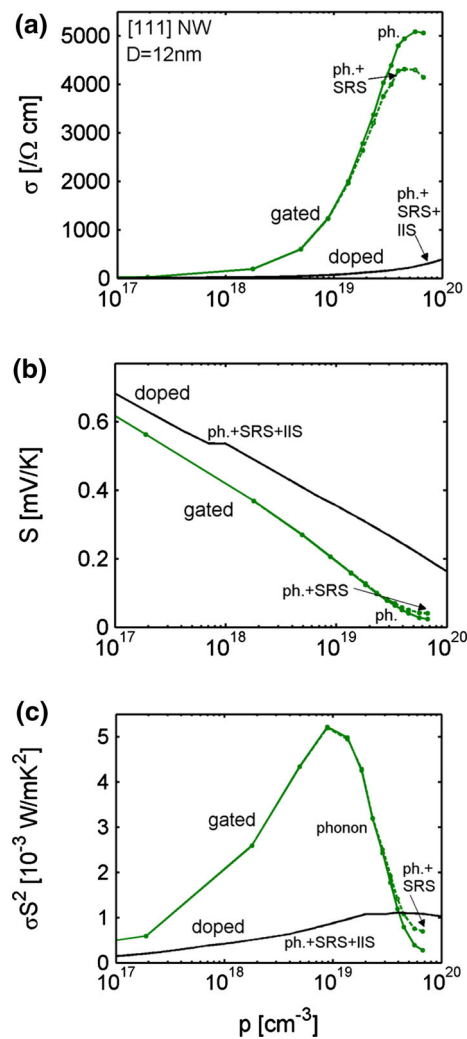 (a)
[111] NW
D=12nm
ph.
ph.+
SRS
ph.+
SRS+
IIS
gated
doped
σ [/Ω cm]
5000
4000
3000
2000
1000
0
10^17
10^18
10^19
10^20
(b)
doped
ph.+SRS+IIS
gated
ph.+SRS
ph.
S [mV/K]
0.6
0.4
0.2
0
10^17
10^18
10^19
10^20
(c)
gated
phonon
ph.+
SRS
doped
ph.+SRS+IIS
σS^2 [10^-3 W/mK^2]
5
4
3
2
1
0
10^17
10^18
10^19
10^20
p [cm^-3]